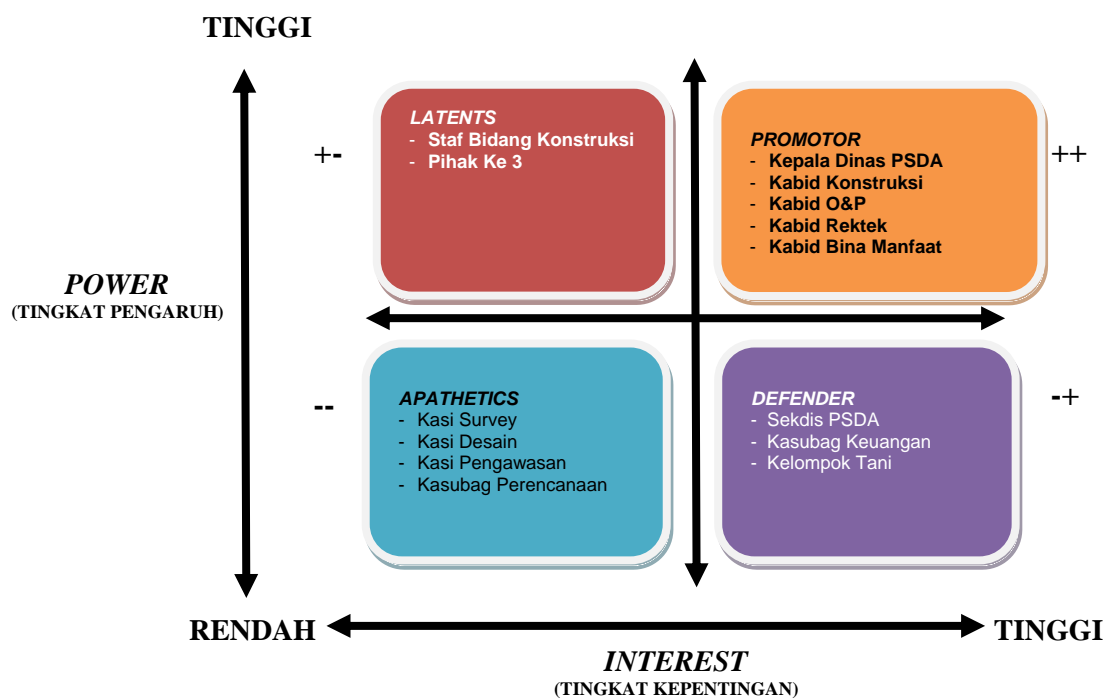 TINGGI
LATENTS
- Staf Bidang Konstruksi
- Pihak Ke 3
+-
PROMOTOR
- Kepala Dinas PSDA
- Kabid Konstruksi
- Kabid O&P
- Kabid Rektek
- Kabid Bina Manfaat
++
POWER
(TINGKAT PENGARUH)
--
APATHETICS
- Kasi Survey
- Kasi Desain
- Kasi Pengawasan
- Kasubag Perencanaan
DEFENDER
- Sekdis PSDA
- Kasubag Keuangan
- Kelompok Tani
-+
RENDAH
TINGGI
INTEREST
(TINGKAT KEPENTINGAN)